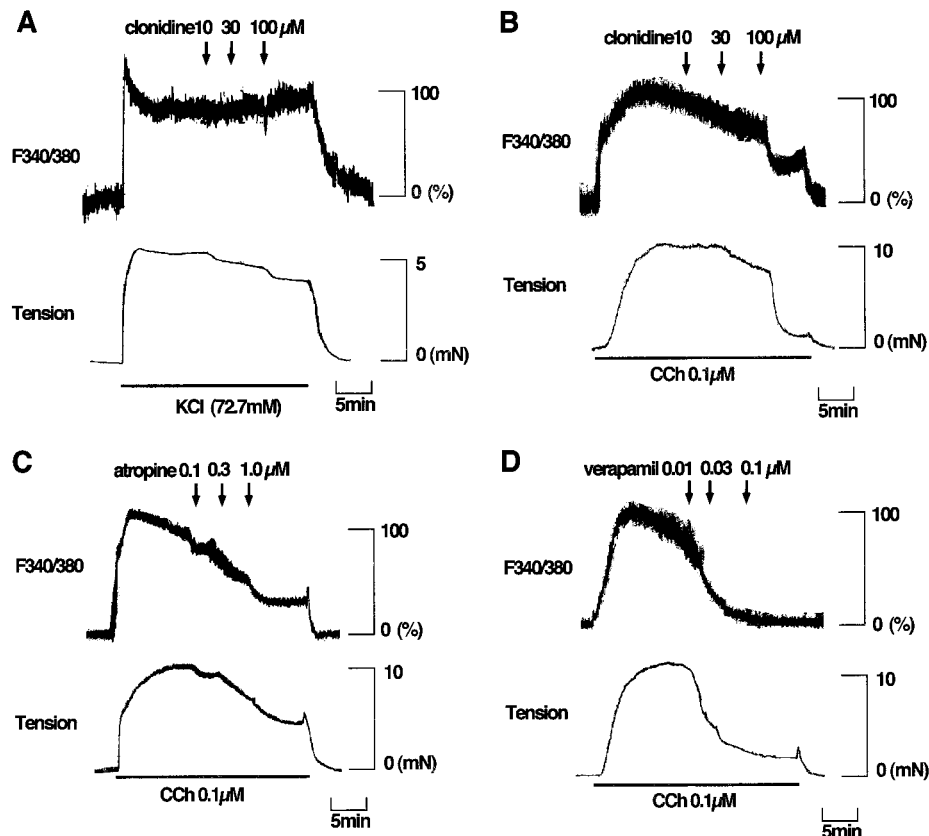 A
clonidine10 30 100 µM
100
F340/380
0 (%)
5
Tension
0 (mN)
KCl (72.7mM)
5min
B
clonidine10 30 100 µM
100
F340/380
0 (%)
10
Tension
0 (mN)
CCh 0.1µM
5min
C
atropine 0.1 0.3 1.0 µM
100
F340/380
0 (%)
10
Tension
0 (mN)
CCh 0.1µM
5min
D
verapamil 0.01 0.03 0.1 µM
100
F340/380
0 (%)
10
Tension
0 (mN)
CCh 0.1µM
5min